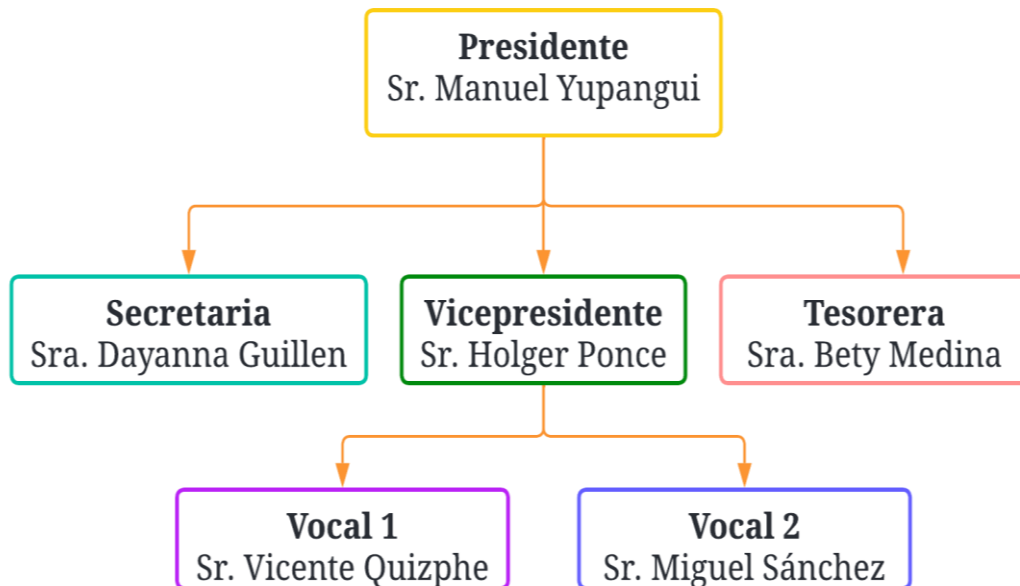 Presidente
Sr. Manuel Yupangui
Secretaria
Sra. Dayanna Guillen
Vicepresidente
Sr. Holger Ponce
Tesorera
Sra. Bety Medina
Vocal 1
Sr. Vicente Quizphe
Vocal 2
Sr. Miguel Sánchez